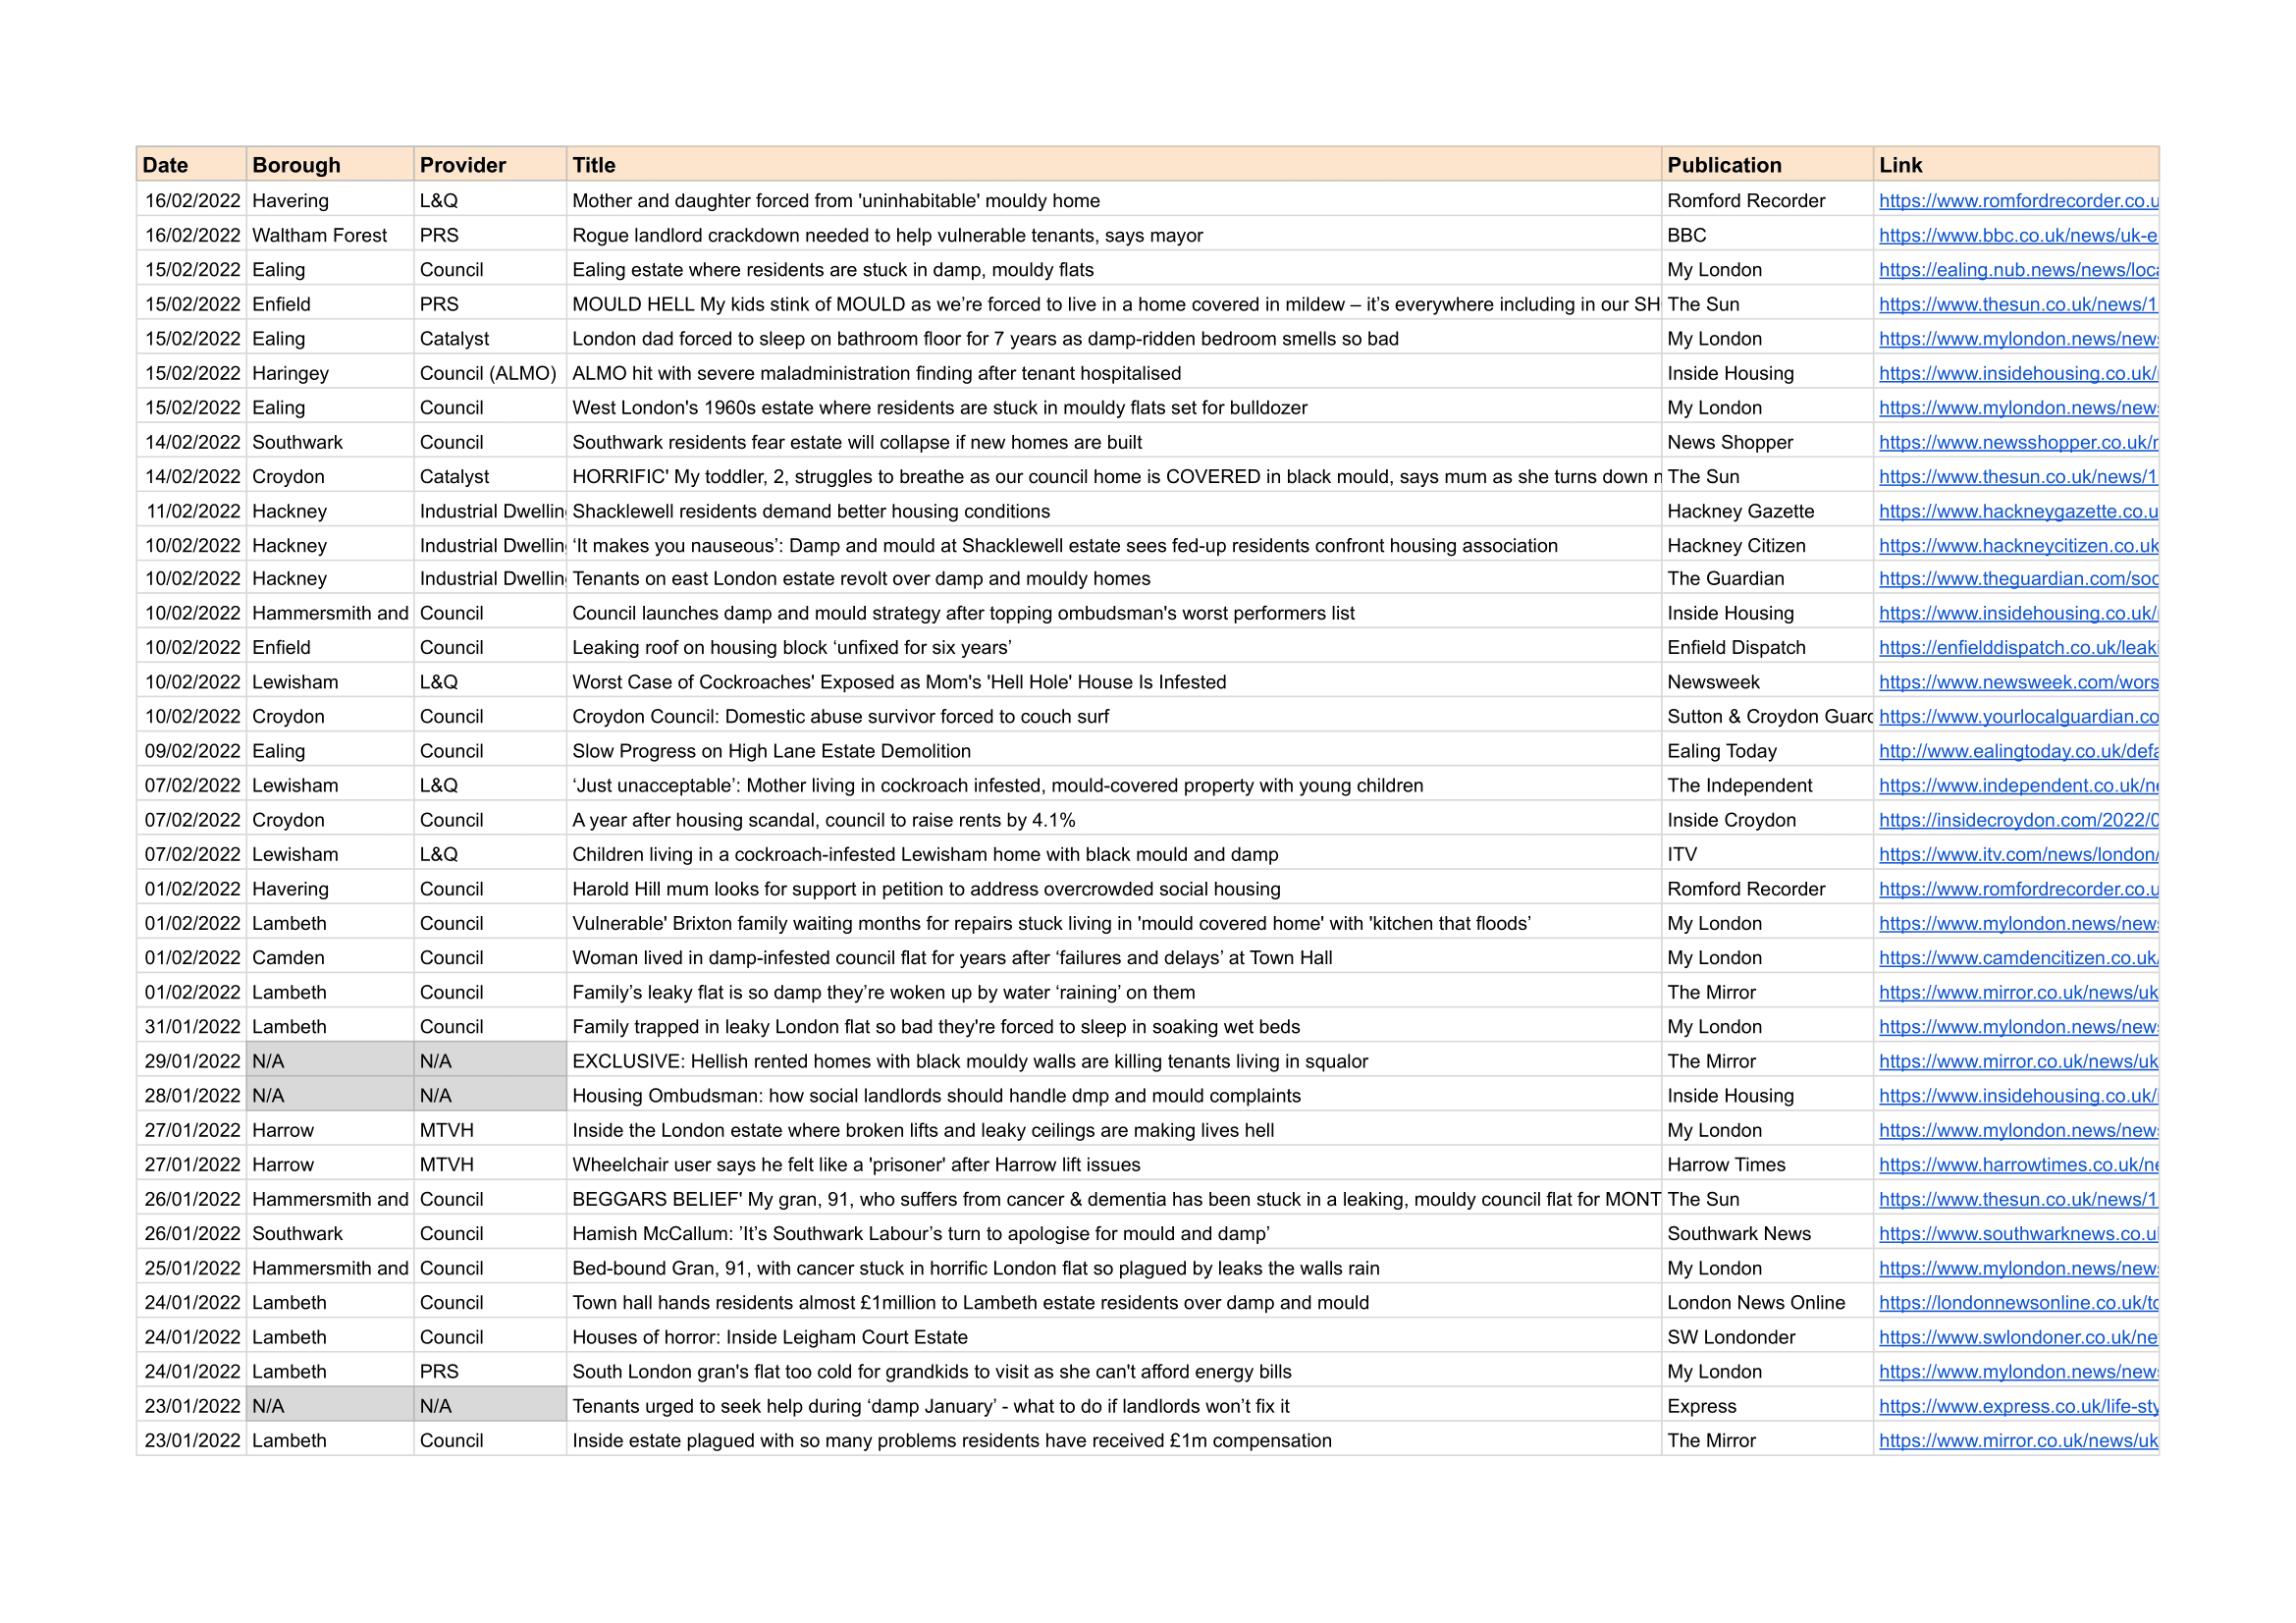 Date Borough Provider Title Publication Link
16/02/2022 Havering L&Q Mother and daughter forced from 'uninhabitable' mouldy home Romford Recorder https://www.romfordrecorder.co.u
16/02/2022 Waltham Forest PRS Rogue landlord crackdown needed to help vulnerable tenants, says mayor BBC https://www.bbc.co.uk/news/uk-e
15/02/2022 Ealing Council Ealing estate where residents are stuck in damp, mouldy flats My London https://ealing.nub.news/news/loca
15/02/2022 Enfield PRS MOULD HELL My kids stink of MOULD as we’re forced to live in a home covered in mildew – it’s everywhere including in our SH The Sun https://www.thesun.co.uk/news/1
15/02/2022 Ealing Catalyst London dad forced to sleep on bathroom floor for 7 years as damp-ridden bedroom smells so bad My London https://www.mylondon.news/news
15/02/2022 Haringey Council (ALMO) ALMO hit with severe maladministration finding after tenant hospitalised Inside Housing https://www.insidehousing.co.uk/
15/02/2022 Ealing Council West London's 1960s estate where residents are stuck in mouldy flats set for bulldozer My London https://www.mylondon.news/news
14/02/2022 Southwark Council Southwark residents fear estate will collapse if new homes are built News Shopper https://www.newsshopper.co.uk/r
14/02/2022 Croydon Catalyst HORRIFIC' My toddler, 2, struggles to breathe as our council home is COVERED in black mould, says mum as she turns down n The Sun https://www.thesun.co.uk/news/1
11/02/2022 Hackney Industrial Dwelling Shacklewell residents demand better housing conditions Hackney Gazette https://www.hackneygazette.co.u
10/02/2022 Hackney Industrial Dwelling ‘It makes you nauseous’: Damp and mould at Shacklewell estate sees fed-up residents confront housing association Hackney Citizen https://www.hackneycitizen.co.uk
10/02/2022 Hackney Industrial Dwelling Tenants on east London estate revolt over damp and mouldy homes The Guardian https://www.theguardian.com/soc
10/02/2022 Hammersmith and Council Council launches damp and mould strategy after topping ombudsman's worst performers list Inside Housing https://www.insidehousing.co.uk/
10/02/2022 Enfield Council Leaking roof on housing block ‘unfixed for six years’ Enfield Dispatch https://enfielddispatch.co.uk/leaki
10/02/2022 Lewisham L&Q Worst Case of Cockroaches' Exposed as Mom's 'Hell Hole' House Is Infested Newsweek https://www.newsweek.com/wors
10/02/2022 Croydon Council Croydon Council: Domestic abuse survivor forced to couch surf Sutton & Croydon Guard https://www.yourlocalguardian.co
09/02/2022 Ealing Council Slow Progress on High Lane Estate Demolition Ealing Today http://www.ealingtoday.co.uk/defa
07/02/2022 Lewisham L&Q ‘Just unacceptable’: Mother living in cockroach infested, mould-covered property with young children The Independent https://www.independent.co.uk/ne
07/02/2022 Croydon Council A year after housing scandal, council to raise rents by 4.1% Inside Croydon https://insidecroydon.com/2022/0
07/02/2022 Lewisham L&Q Children living in a cockroach-infested Lewisham home with black mould and damp ITV https://www.itv.com/news/london/
01/02/2022 Havering Council Harold Hill mum looks for support in petition to address overcrowded social housing Romford Recorder https://www.romfordrecorder.co.u
01/02/2022 Lambeth Council Vulnerable' Brixton family waiting months for repairs stuck living in 'mould covered home' with 'kitchen that floods’ My London https://www.mylondon.news/news
01/02/2022 Camden Council Woman lived in damp-infested council flat for years after ‘failures and delays’ at Town Hall My London https://www.camdencitizen.co.uk/
01/02/2022 Lambeth Council Family’s leaky flat is so damp they’re woken up by water ‘raining’ on them The Mirror https://www.mirror.co.uk/news/uk
31/01/2022 Lambeth Council Family trapped in leaky London flat so bad they're forced to sleep in soaking wet beds My London https://www.mylondon.news/news
29/01/2022 N/A N/A EXCLUSIVE: Hellish rented homes with black mouldy walls are killing tenants living in squalor The Mirror https://www.mirror.co.uk/news/uk
28/01/2022 N/A N/A Housing Ombudsman: how social landlords should handle dmp and mould complaints Inside Housing https://www.insidehousing.co.uk/i
27/01/2022 Harrow MTVH Inside the London estate where broken lifts and leaky ceilings are making lives hell My London https://www.mylondon.news/news
27/01/2022 Harrow MTVH Wheelchair user says he felt like a 'prisoner' after Harrow lift issues Harrow Times https://www.harrowtimes.co.uk/ne
26/01/2022 Hammersmith and Council BEGGARS BELIEF' My gran, 91, who suffers from cancer & dementia has been stuck in a leaking, mouldy council flat for MONT The Sun https://www.thesun.co.uk/news/1
26/01/2022 Southwark Council Hamish McCallum: ’It’s Southwark Labour’s turn to apologise for mould and damp’ Southwark News https://www.southwarknews.co.u
25/01/2022 Hammersmith and Council Bed-bound Gran, 91, with cancer stuck in horrific London flat so plagued by leaks the walls rain My London https://www.mylondon.news/news
24/01/2022 Lambeth Council Town hall hands residents almost £1million to Lambeth estate residents over damp and mould London News Online https://londonnewsonline.co.uk/to
24/01/2022 Lambeth Council Houses of horror: Inside Leigham Court Estate SW Londonder https://www.swlondoner.co.uk/ne
24/01/2022 Lambeth PRS South London gran's flat too cold for grandkids to visit as she can't afford energy bills My London https://www.mylondon.news/news
23/01/2022 N/A N/A Tenants urged to seek help during ‘damp January’ - what to do if landlords won’t fix it Express https://www.express.co.uk/life-sty
23/01/2022 Lambeth Council Inside estate plagued with so many problems residents have received £1m compensation The Mirror https://www.mirror.co.uk/news/uk